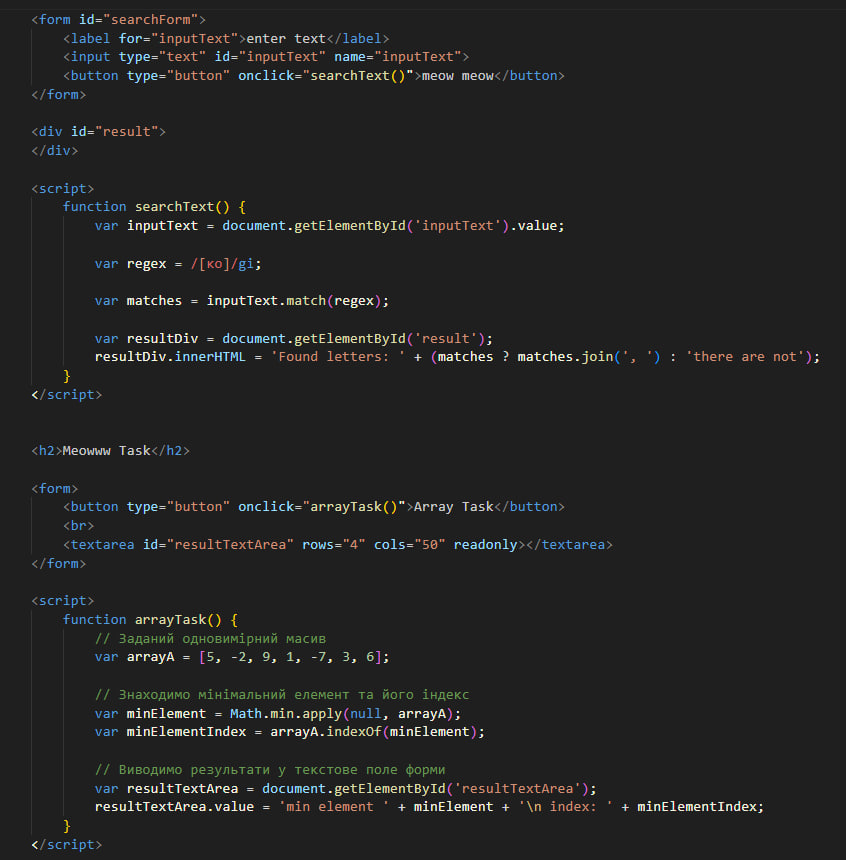 <form id="searchForm">
<label for="inputText">enter text</label>
<input type="text" id="inputText" name="inputText">
<button type="button" onclick="searchText()">meow meow</button>
</form>
<div id="result">
</div>
<script>
function searchText() {
var inputText = document.getElementById('inputText').value;
var regex = /[ко]/gi;
var matches = inputText.match(regex);
var resultDiv = document.getElementById('result');
resultDiv.innerHTML = 'Found letters: ' + (matches ? matches.join(', ') : 'there are not');
}
</script>
<h2>Meowww Task</h2>
<form>
<button type="button" onclick="arrayTask()">Array Task</button>
<br>
<textarea id="resultTextArea" rows="4" cols="50" readonly></textarea>
</form>
<script>
function arrayTask() {
// Заданий одновимірний масив
var arrayA = [5, -2, 9, 1, -7, 3, 6];
// Знаходимо мінімальний елемент та його індекс
var minElement = Math.min.apply(null, arrayA);
var minElementIndex = arrayA.indexOf(minElement);
// Виводимо результати у текстове поле форми
var resultTextArea = document.getElementById('resultTextArea');
resultTextArea.value = 'min element ' + minElement + '\n index: ' + minElementIndex;
}
</script>